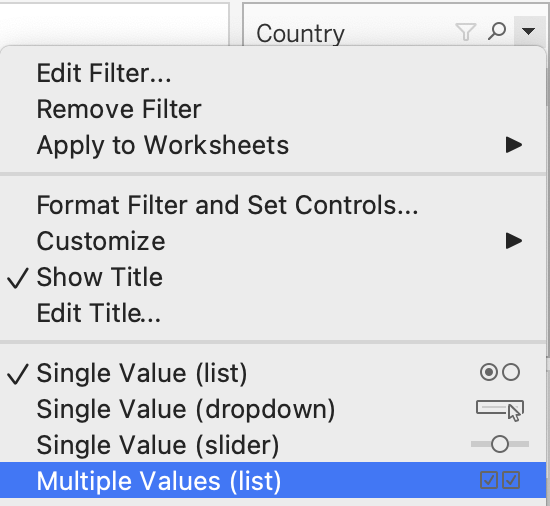 Country
Edit Filter...
Remove Filter
Apply to Worksheets
Format Filter and Set Controls...
Customize
Show Title
Edit Title...
Single Value (list)
Single Value (dropdown)
Single Value (slider)
Multiple Values (list)